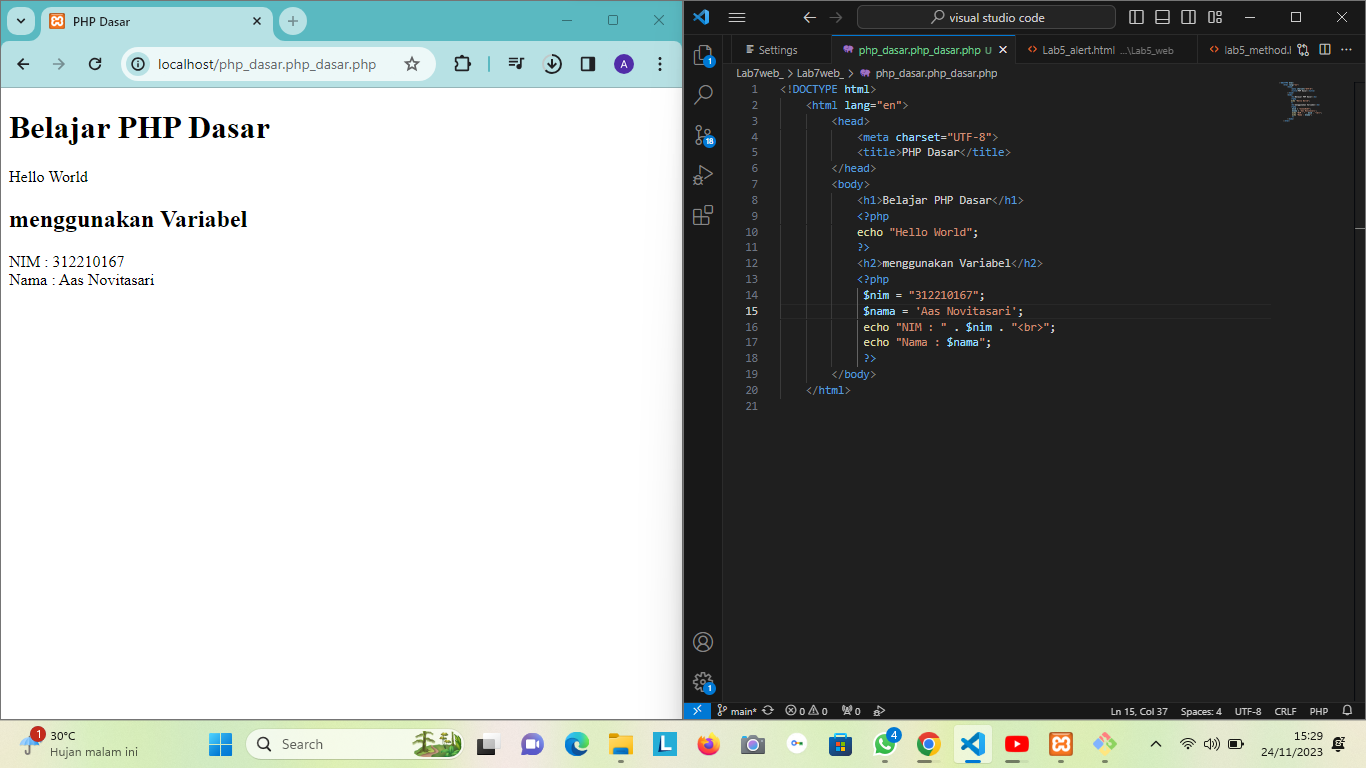 PHP Dasar
localhost/php_dasar.php_dasar.php
A
Belajar PHP Dasar
Hello World
menggunakan Variabel
NIM : 312210167
Nama : Aas Novitasari
visual studio code
Settings
php_dasar.php_dasar.php U
Lab5_alert.html ...\Lab5_web
lab5_method.l
Lab7web_ > Lab7web_ > php_dasar.php_dasar.php
1 <!DOCTYPE html>
2 <html lang="en">
3 <head>
4 <meta charset="UTF-8">
5 <title>PHP Dasar</title>
6 </head>
7 <body>
8 <h1>Belajar PHP Dasar</h1>
9 <?php
10 echo "Hello World";
11 ?>
12 <h2>menggunakan Variabel</h2>
13 <?php
14 $nim = "312210167";
15 $nama = 'Aas Novitasari';
16 echo "NIM : " . $nim . "<br>";
17 echo "Nama : $nama";
18 ?>
19 </body>
20 </html>
21
1
18
1
main* 0 0 0
Ln 15, Col 37 Spaces: 4 UTF-8 CRLF PHP
1
30°C
Hujan malam ini
Search
L
4
15:29
24/11/2023